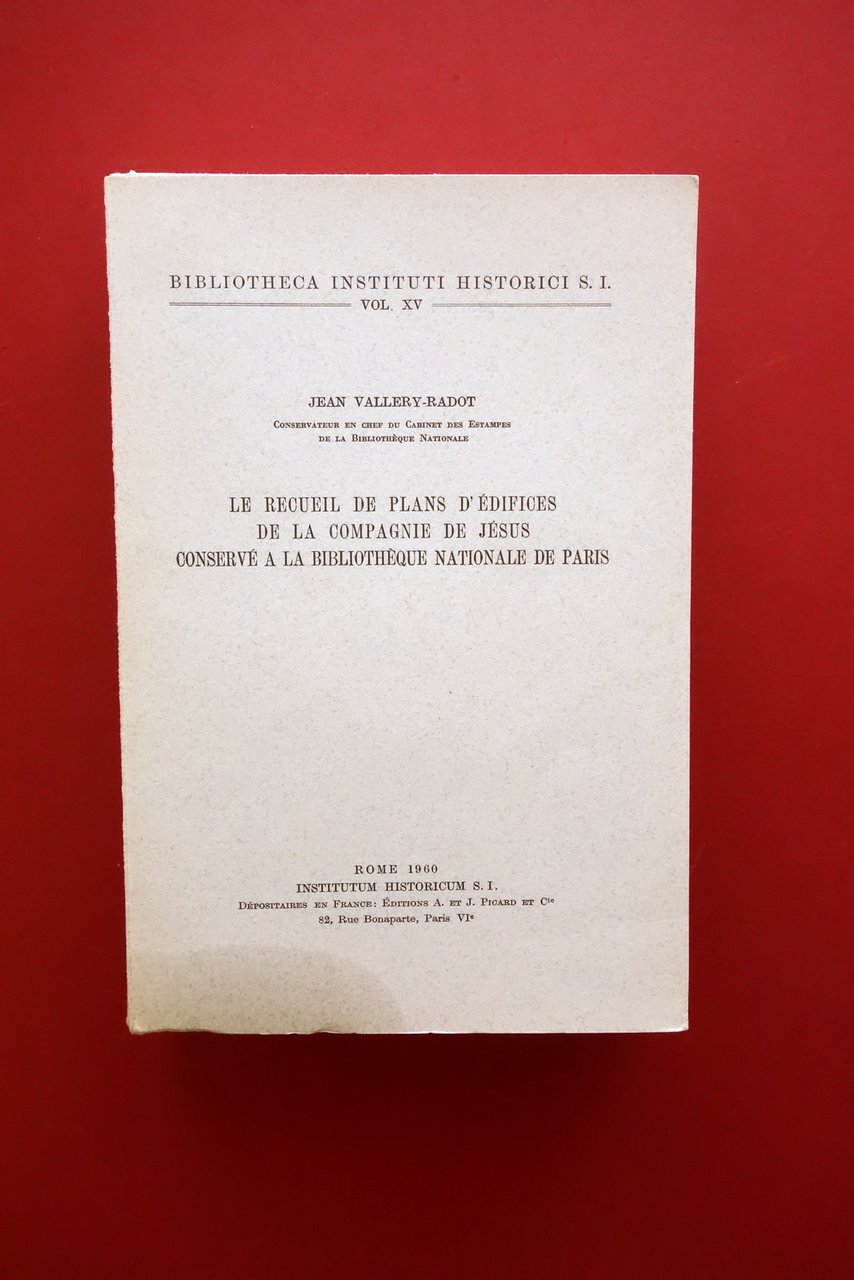 BIBLIOTHECA INSTITUTI HISTORICI S. I.
VOL. XV
JEAN VALLERY-RADOT
CONSERVATEUR EN CHEF DU CABINET DES ESTAMPES
DE LA BIBLIOTHÈQUE NATIONALE
LE RECUEIL DE PLANS D'ÉDIFICES
DE LA COMPAGNIE DE JÉSUS
CONSERVÉ A LA BIBLIOTHÈQUE NATIONALE DE PARIS
ROME 1960
INSTITUTUM HISTORICUM S. I.
DÉPOSITAIRES EN FRANCE: ÉDITIONS A. ET J. PICARD ET Cie
82, RUE BONAPARTE, PARIS VIe